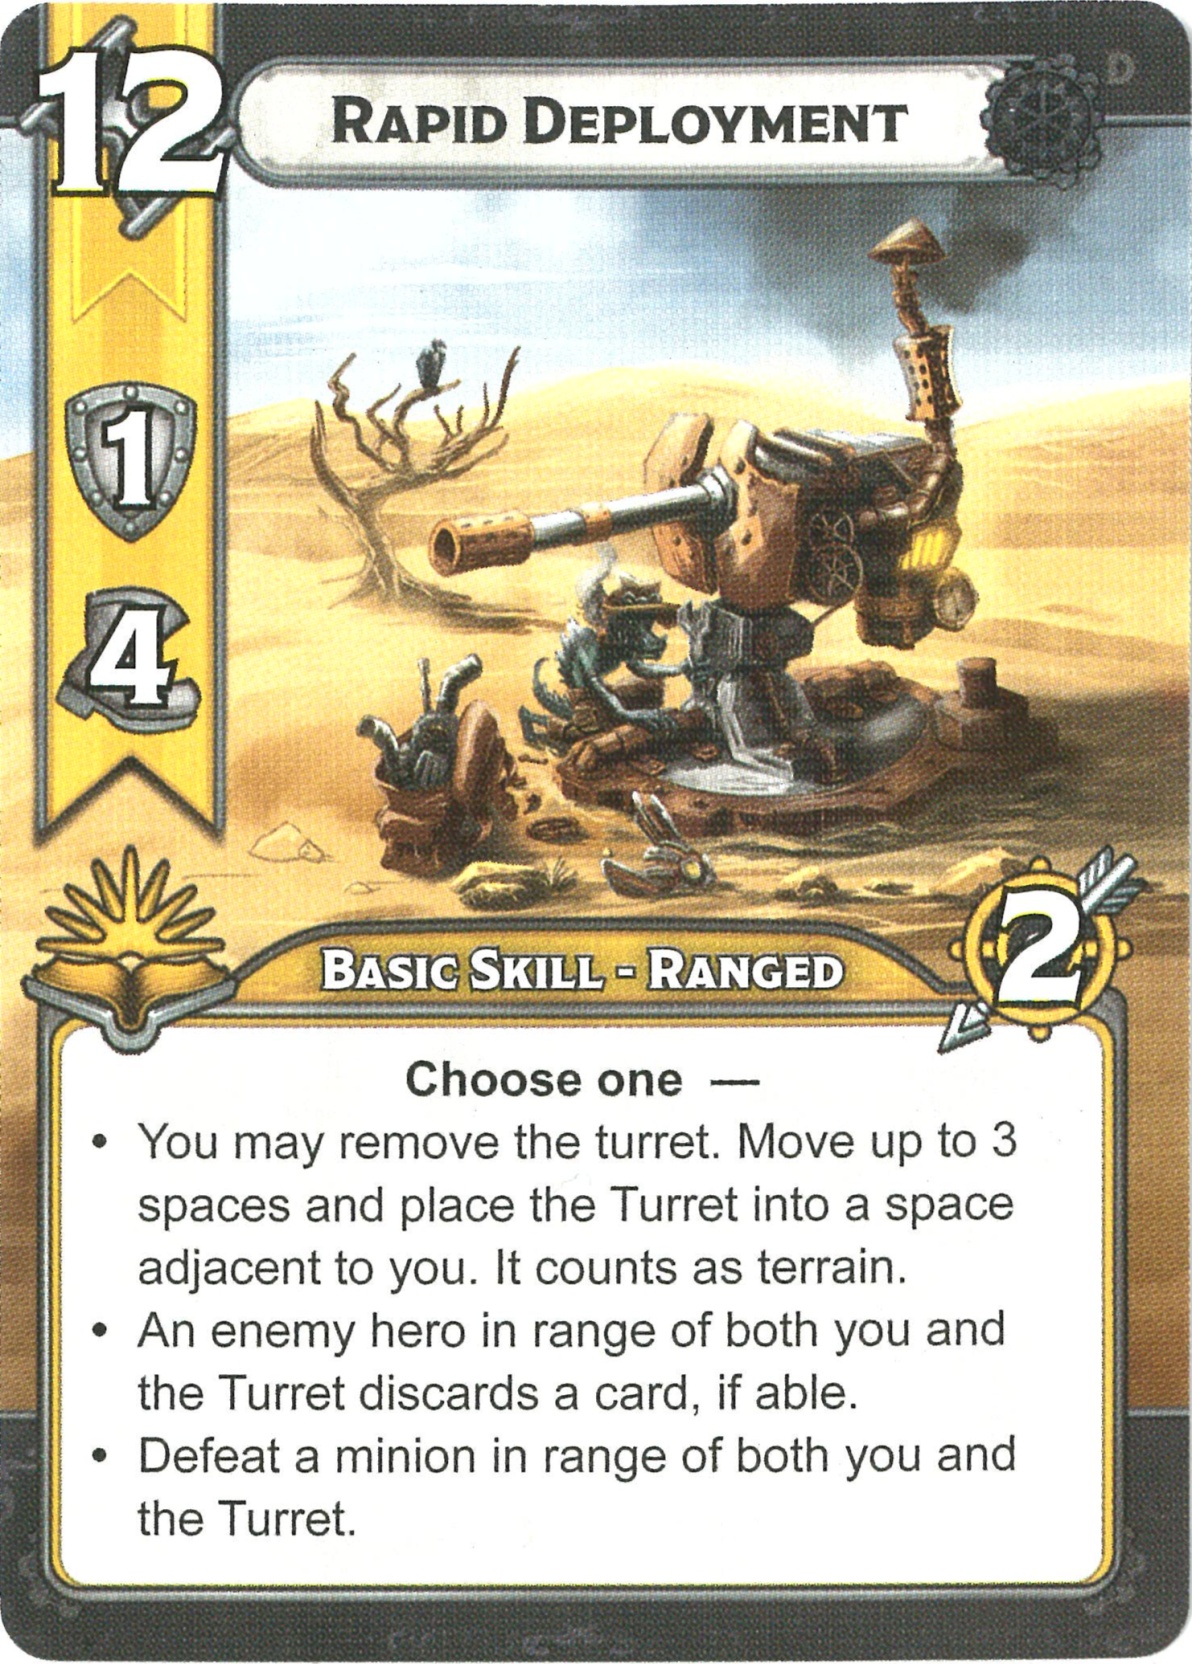 12
RAPID DEPLOYMENT
D
1
4
BASIC SKILL - RANGED
2
Choose one —
• You may remove the turret. Move up to 3
spaces and place the Turret into a space
adjacent to you. It counts as terrain.
• An enemy hero in range of both you and
the Turret discards a card, if able.
• Defeat a minion in range of both you and
the Turret.